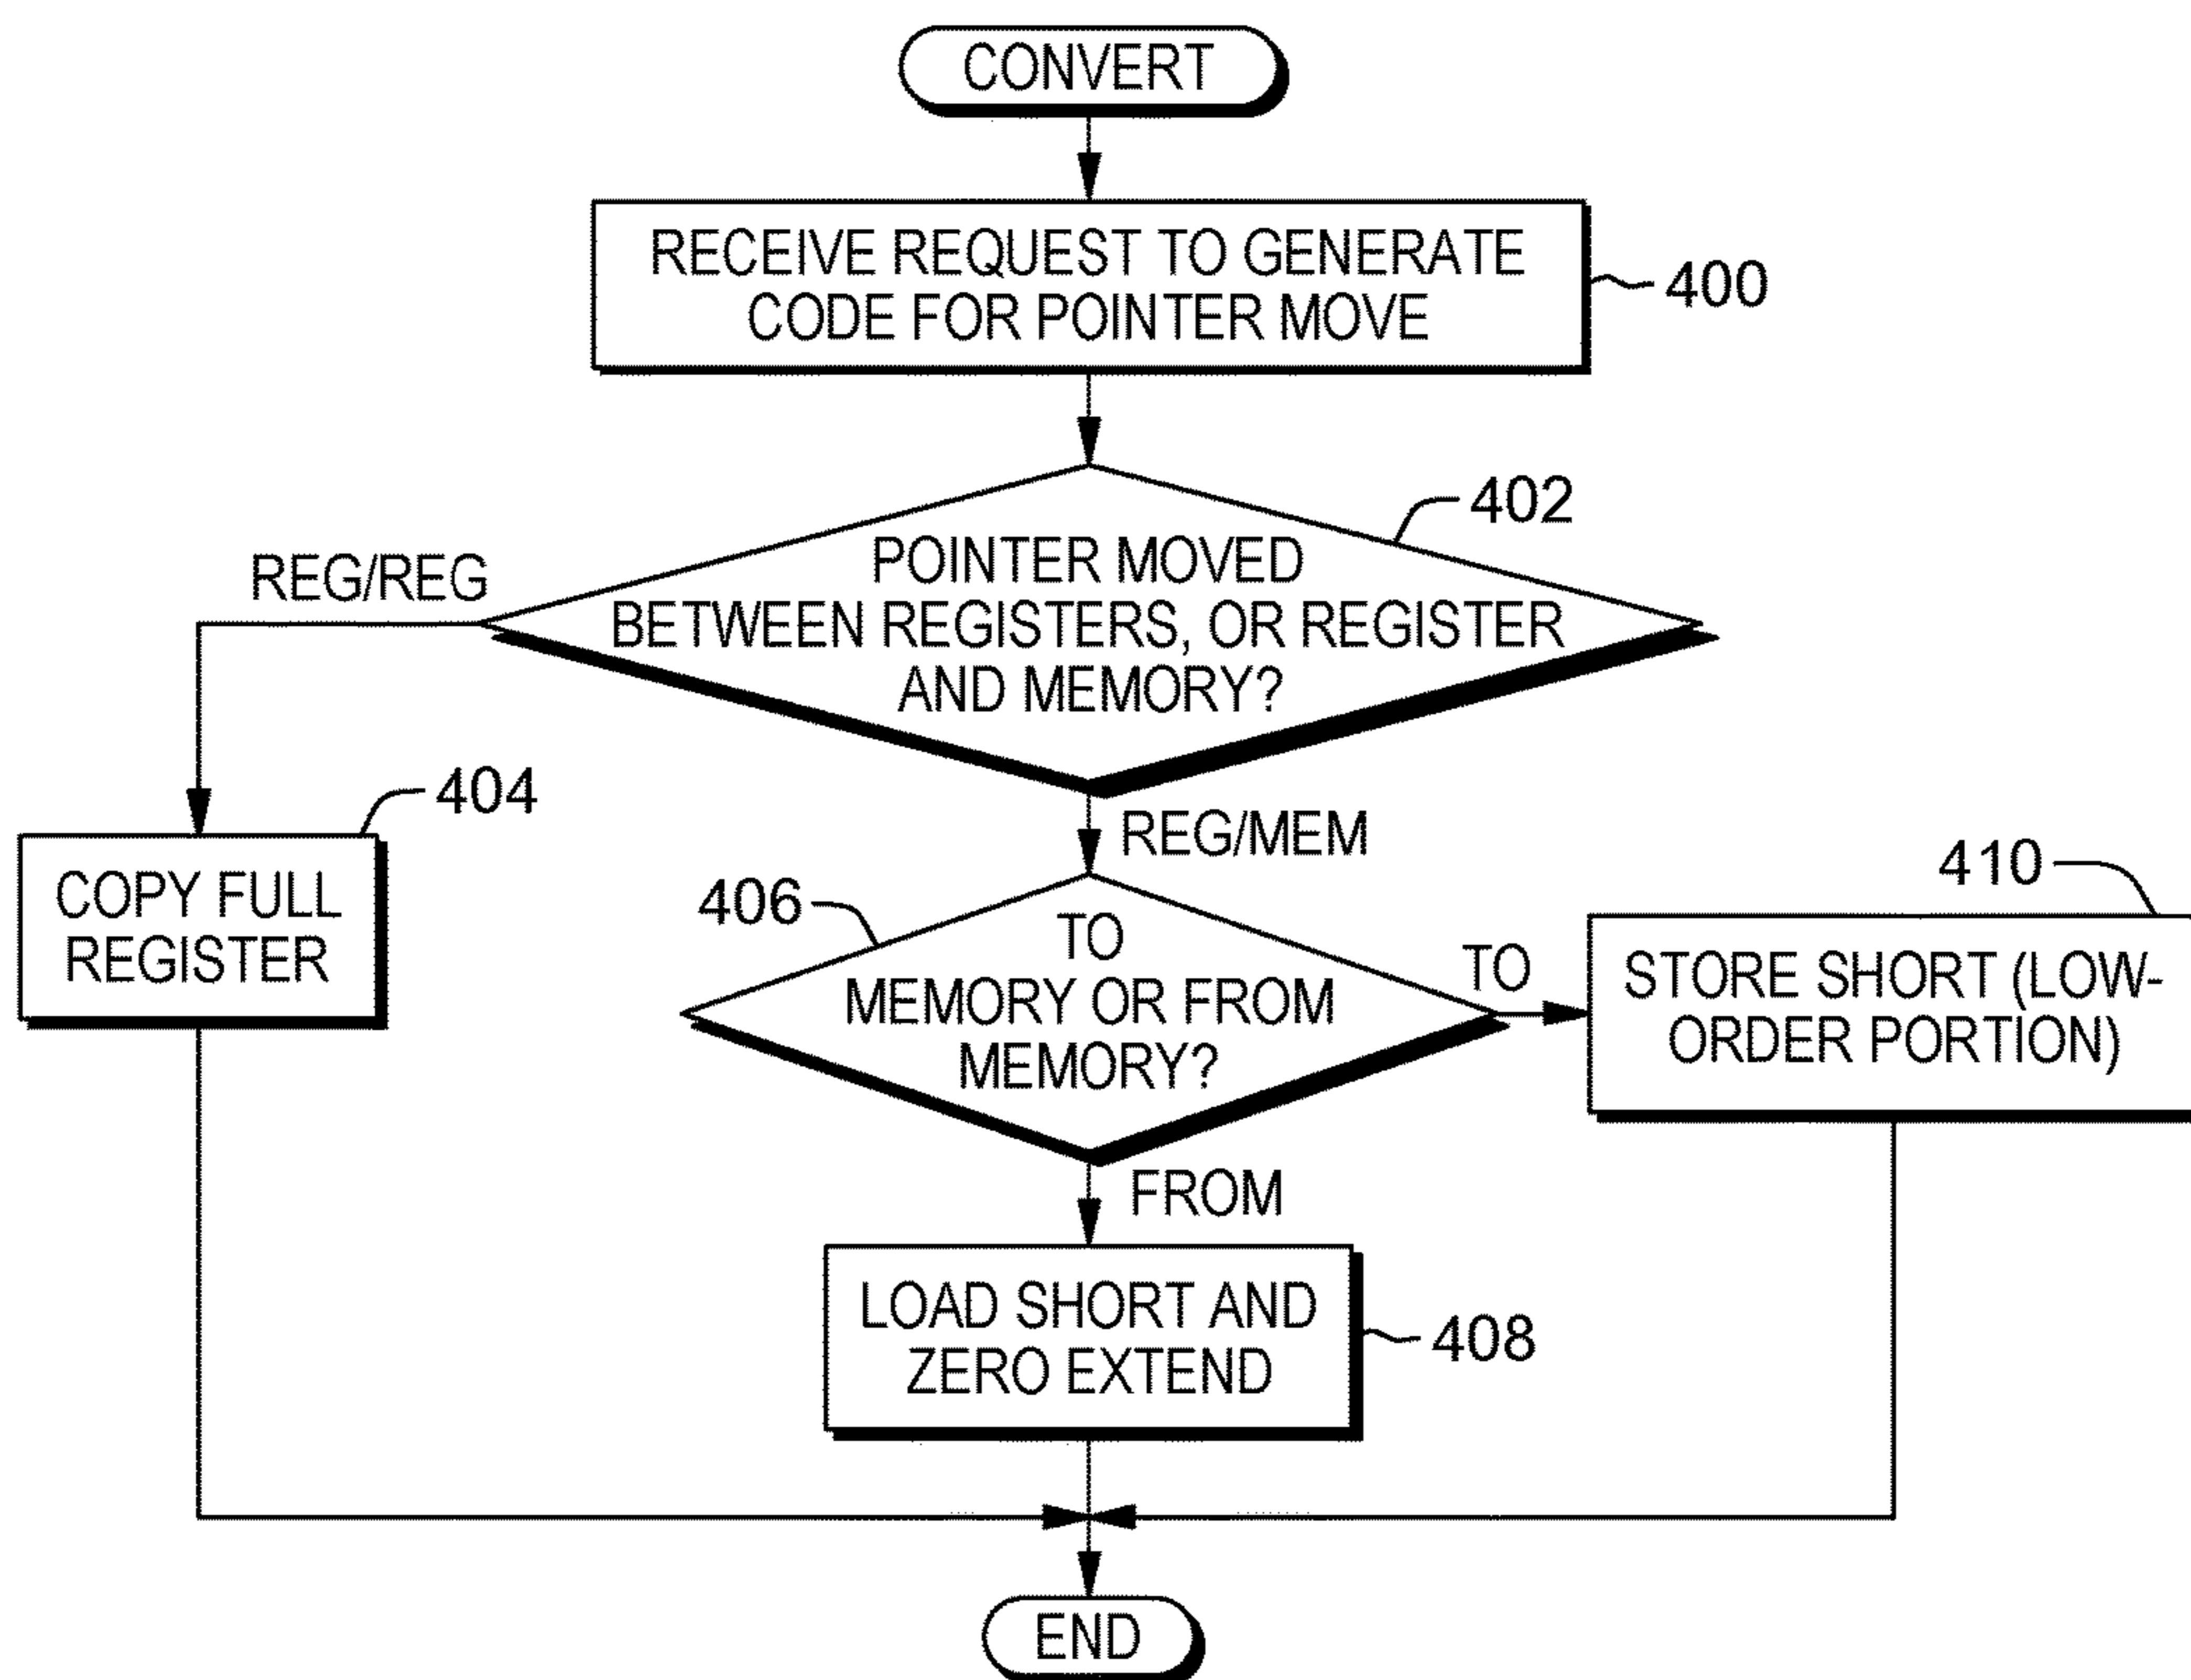 CONVERT
RECEIVE REQUEST TO GENERATE
CODE FOR POINTER MOVE
400
402
POINTER MOVED
BETWEEN REGISTERS, OR REGISTER
AND MEMORY?
REG/REG
404
COPY FULL
REGISTER
REG/MEM
406
TO
MEMORY OR FROM
MEMORY?
TO
410
STORE SHORT (LOW-
ORDER PORTION)
FROM
LOAD SHORT AND
ZERO EXTEND
408
END